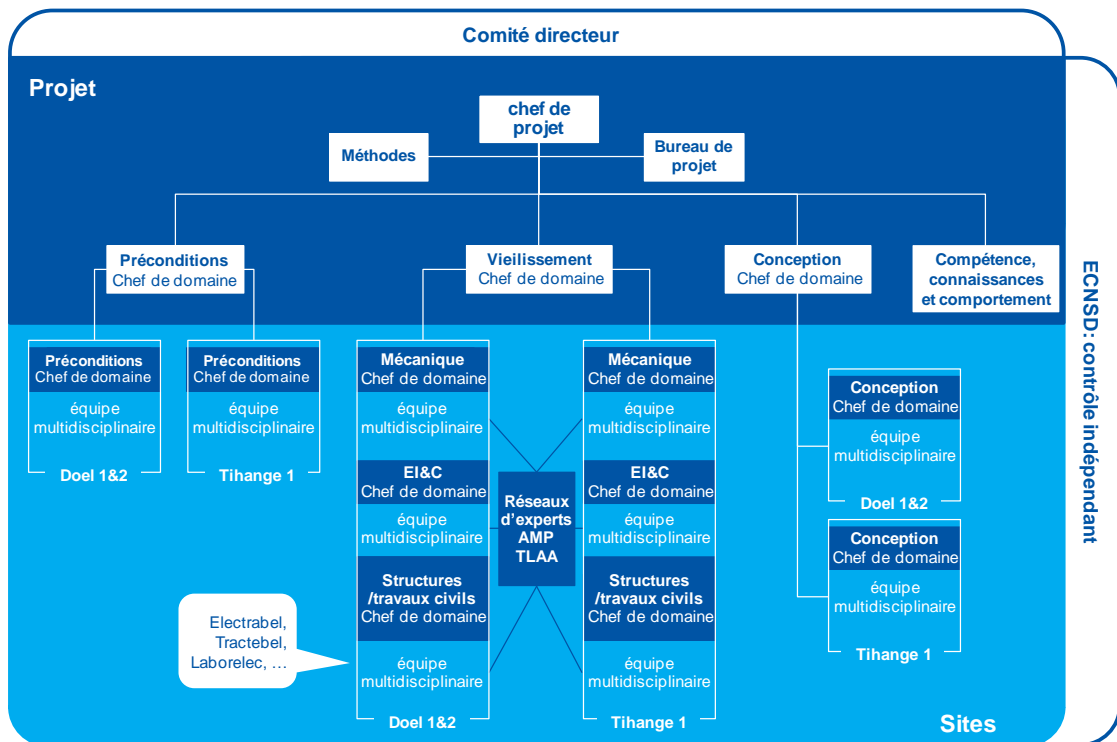 Comité directeur
Projet
chef de
projet
Méthodes
Bureau de
projet
Préconditions
Chef de domaine
Vieilissement
Chef de domaine
Conception
Chef de domaine
Compétence,
connaissances
et comportement
ECNSD: contrôle indépendant
Préconditions
Chef de domaine
équipe
multidisciplinaire
Doel 1&2
Préconditions
Chef de domaine
équipe
multidisciplinaire
Tihange 1
Mécanique
Chef de domaine
équipe
multidisciplinaire
EI&C
Chef de domaine
équipe
multidisciplinaire
Structures
/travaux civils
Chef de domaine
équipe
multidisciplinaire
Doel 1&2
Réseaux
d'experts
AMP
TLAA
Mécanique
Chef de domaine
équipe
multidisciplinaire
EI&C
Chef de domaine
équipe
multidisciplinaire
Structures
/travaux civils
Chef de domaine
équipe
multidisciplinaire
Tihange 1
Conception
Chef de domaine
équipe
multidisciplinaire
Doel 1&2
Conception
Chef de domaine
équipe
multidisciplinaire
Tihange 1
Electrabel,
Tractebel,
Laborelec, …
Sites